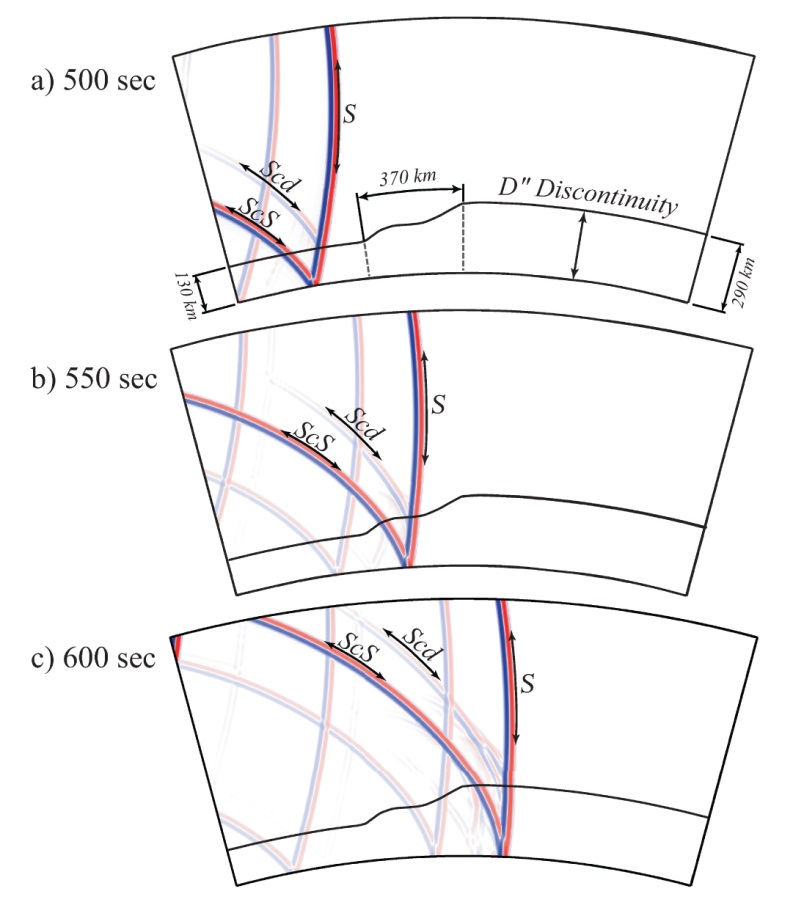 a) 500 sec
S
Scd
ScS
370 km
D" Discontinuity
130 km
290 km
b) 550 sec
S
Scd
ScS
c) 600 sec
ScS
Scd
S